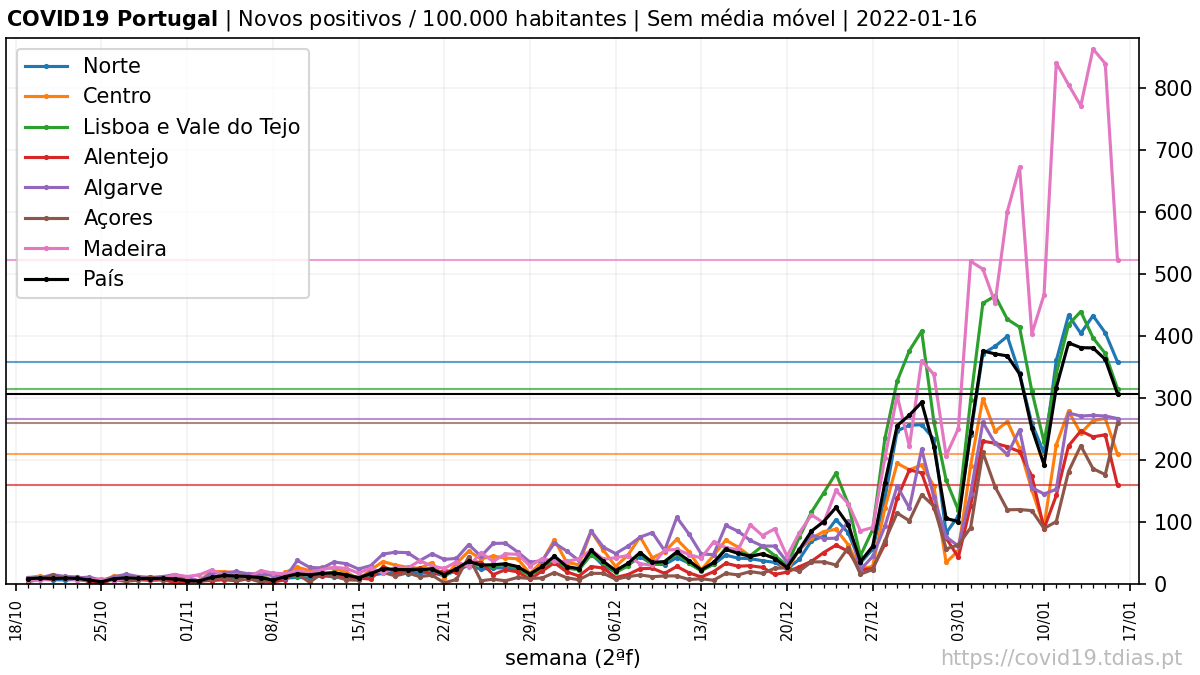 COVID19 Portugal | Novos positivos / 100.000 habitantes | Sem média móvel | 2022-01-16
Norte
Centro
Lisboa e Vale do Tejo
Alentejo
Algarve
Açores
Madeira
País
800
700
600
500
400
300
200
100
0
18/10
25/10
01/11
08/11
15/11
22/11
29/11
06/12
13/12
20/12
27/12
03/01
10/01
17/01
semana (2ªf)
https://covid19.tdias.pt